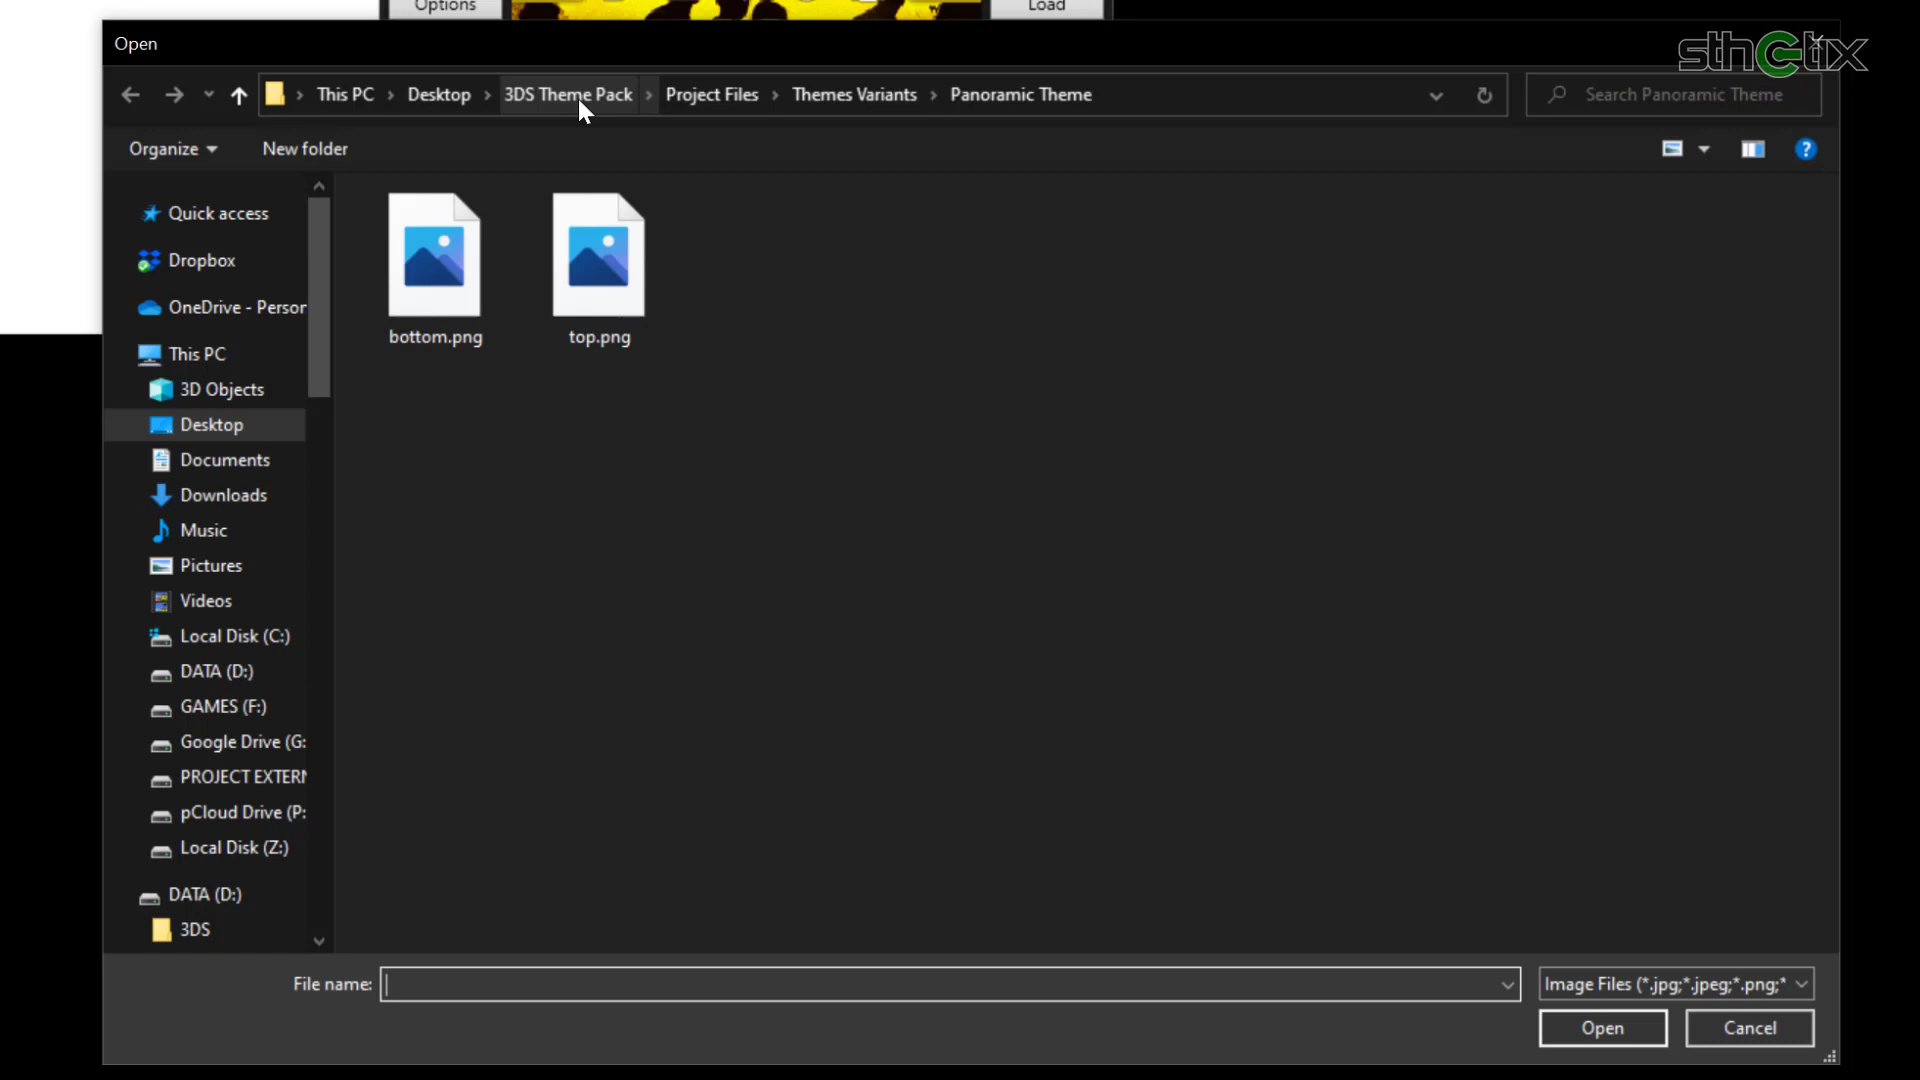 Options
Load
Open
sthetix
This PC
Desktop
3DS Theme Pack
Project Files
Themes Variants
Panoramic Theme
Search Panoramic Theme
Organize
New folder
?
Quick access
Dropbox
OneDrive - Person
This PC
3D Objects
Desktop
Documents
Downloads
Music
Pictures
Videos
Local Disk (C:)
DATA (D:)
GAMES (F:)
Google Drive (G:
PROJECT EXTERN
pCloud Drive (P:
Local Disk (Z:)
DATA (D:)
3DS
bottom.png
top.png
File name:
Image Files (*.jpg;*.jpeg;*.png;*
Open
Cancel